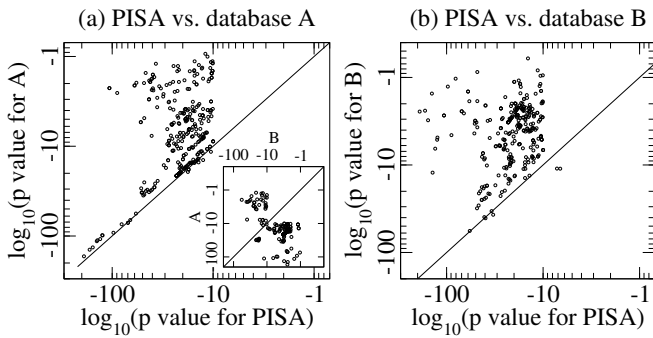 (a) PISA vs. database A
(b) PISA vs. database B
log10(p value for A)
-1
-10
-100
-100
-10
-1
log10(p value for PISA)
B
-100
-10
-1
A
-1
-10
-100
log10(p value for B)
-1
-10
-100
-100
-10
-1
log10(p value for PISA)